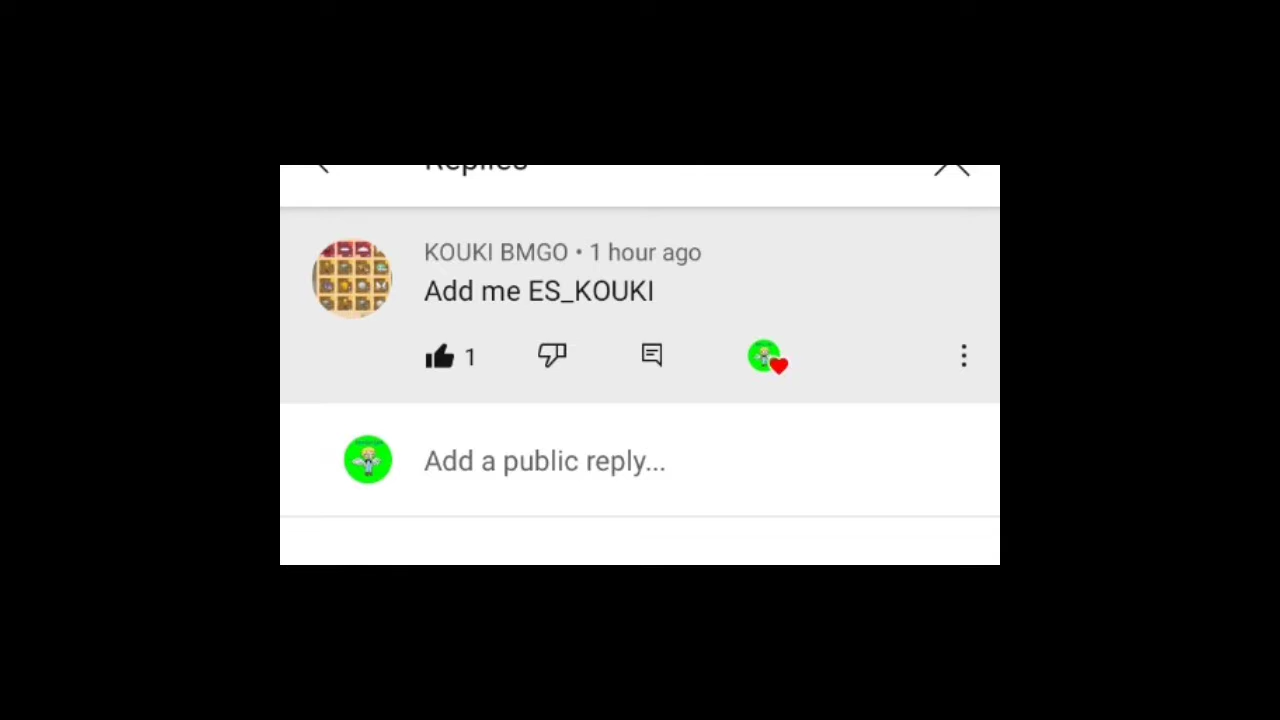 Replies
KOUKI BMGO • 1 hour ago
Add me ES_KOUKI
1
Add a public reply...